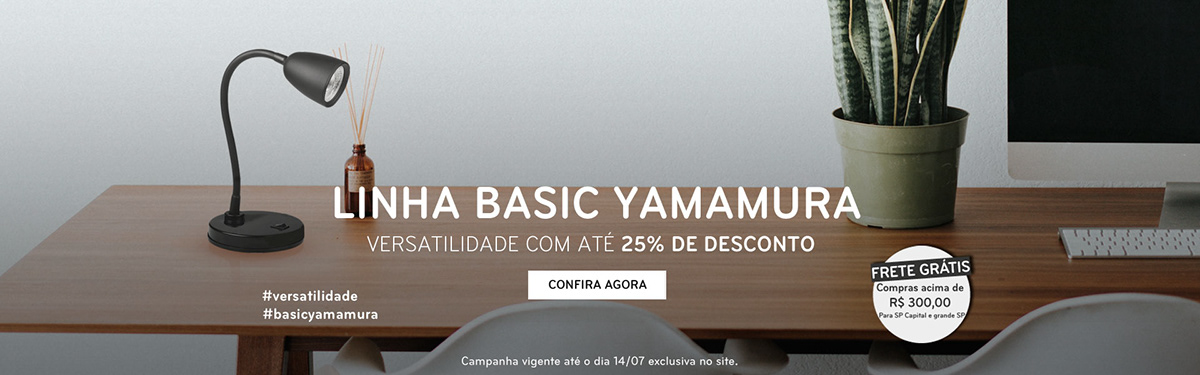 LINHA BASIC YAMAMURA
VERSATILIDADE COM ATÉ 25% DE DESCONTO
CONFIRA AGORA
#versatilidade
#basicyamamura
FRETE GRÁTIS
Compras acima de
R$ 300,00
Para SP Capital e grande SP
Campanha vigente até o dia 14/07 exclusiva no site.